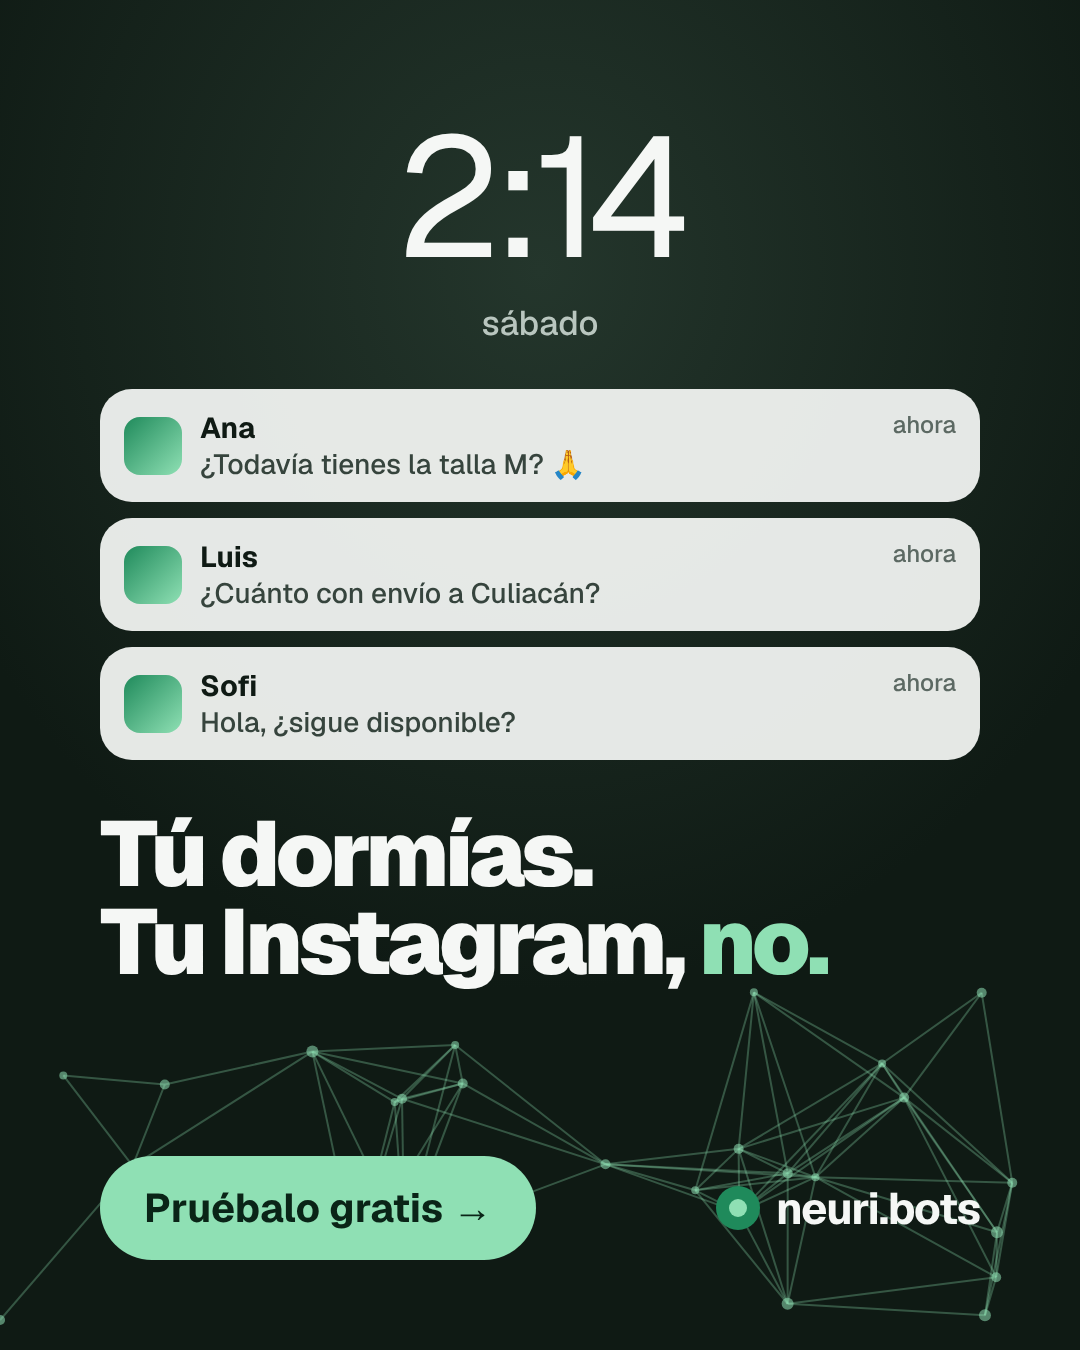 2:14
sábado
Ana
ahora
¿Todavía tienes la talla M? 🙏
Luis
ahora
¿Cuánto con envío a Culiacán?
Sofi
ahora
Hola, ¿sigue disponible?
Tú dormías.
Tu Instagram, no.
Pruébalo gratis →
neuri.bots